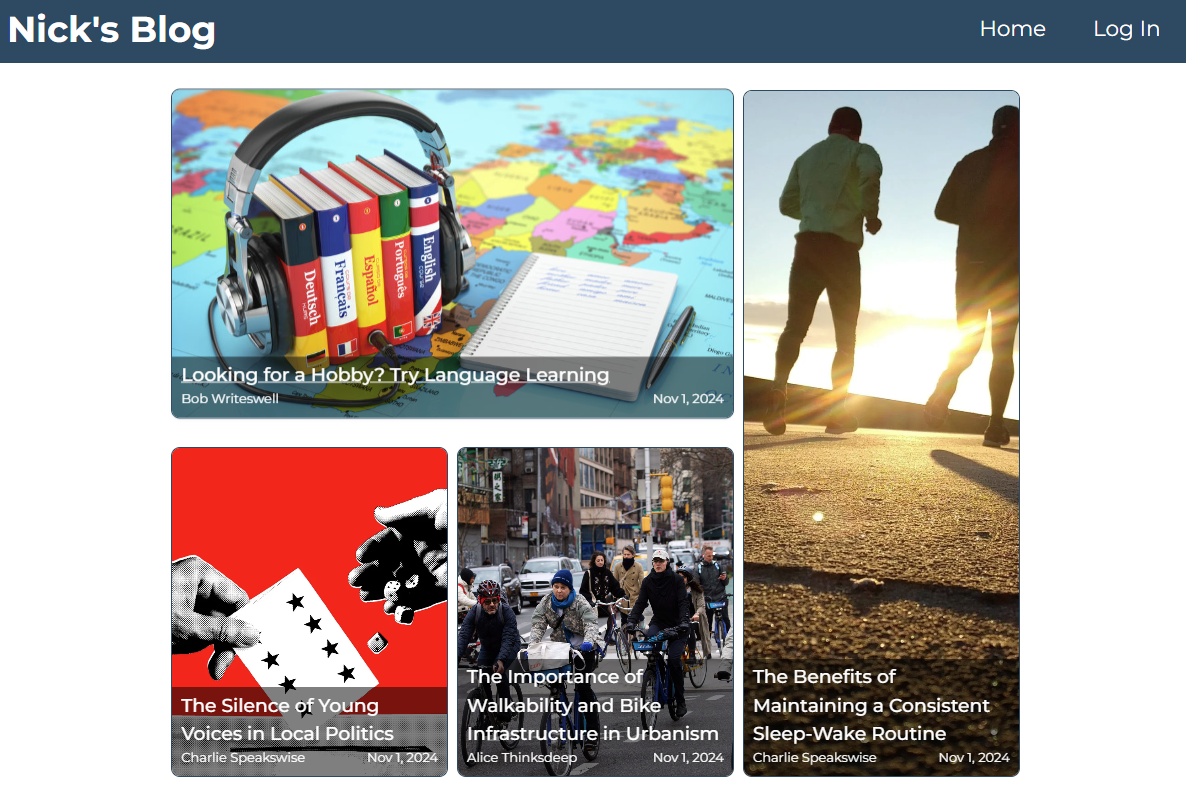 Nick's Blog
Home
Log In
Deutsch
Français
Español
Português
English
Looking for a Hobby? Try Language Learning
Bob Writeswell
Nov 1, 2024
The Silence of Young
Voices in Local Politics
Charlie Speakswise
Nov 1, 2024
The Importance of
Walkability and Bike
Infrastructure in Urbanism
Alice Thinksdeep
Nov 1, 2024
The Benefits of
Maintaining a Consistent
Sleep-Wake Routine
Charlie Speakswise
Nov 1, 2024